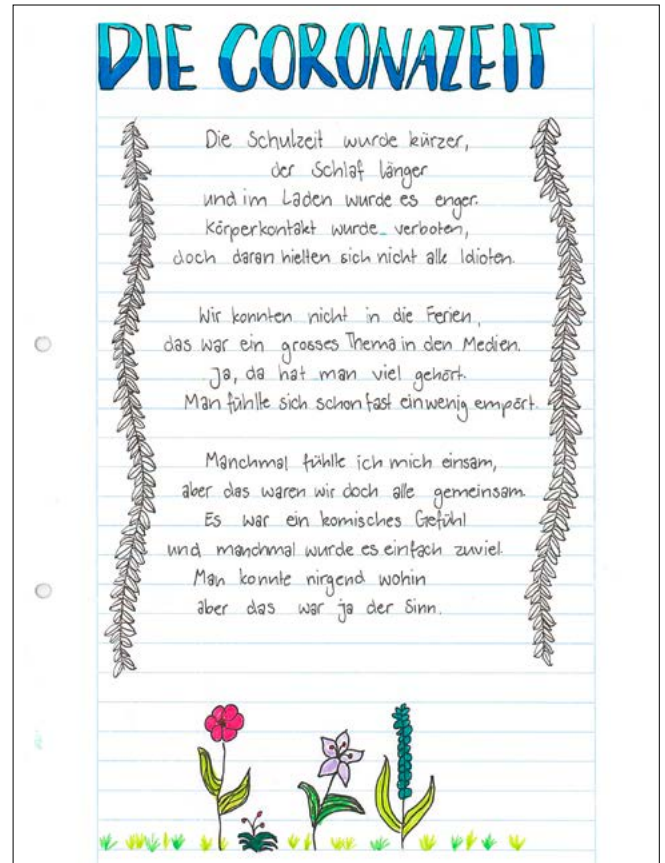 DIE CORONAZEIT
Die Schulzeit wurde kürzer,
der Schlaf länger
und im Laden wurde es enger.
Körperkontakt wurde verboten,
doch daran hielten sich nicht alle Idioten.
Wir konnten nicht in die Ferien,
das war ein grosses Thema in den Medien.
Ja, da hat man viel gehört.
Man fühlte sich schon fast ein wenig empört.
Manchmal fühlte ich mich einsam,
aber das waren wir doch alle gemeinsam.
Es war ein komisches Gefühl
und manchmal wurde es einfach zuviel.
Man konnte nirgend wohin
aber das war ja der Sinn.